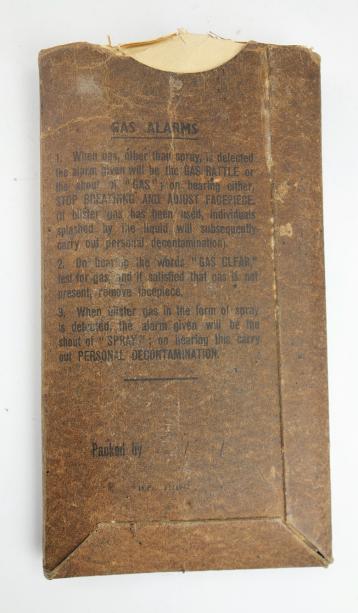 GAS ALARMS
1. When gas, other than spray, is detected
the alarm given will be the GAS RATTLE or
the shout of "GAS"; on hearing either,
STOP BREATHING AND ADJUST FACEPIECE.
(If blister gas has been used, individuals
splashed by the liquid will subsequently
carry out personal decontamination).
2. On hearing the words "GAS CLEAR,"
test for gas, and if satisfied that gas is not
present, remove facepiece.
3. When blister gas in the form of spray
is detected, the alarm given will be the
shout of "SPRAY"; on hearing this carry
out PERSONAL DECONTAMINATION.
Packed by / /